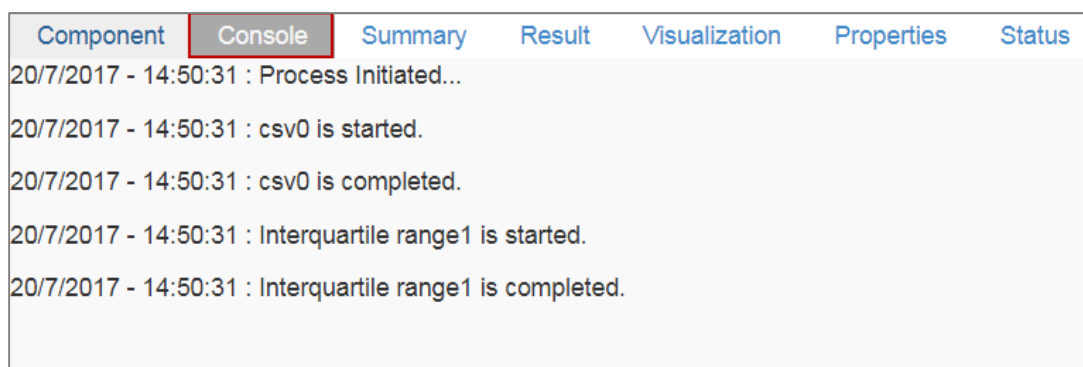 Component Console Summary Result Visualization Properties Status
20/7/2017 - 14:50:31 : Process Initiated...
20/7/2017 - 14:50:31 : csv0 is started.
20/7/2017 - 14:50:31 : csv0 is completed.
20/7/2017 - 14:50:31 : Interquartile range1 is started.
20/7/2017 - 14:50:31 : Interquartile range1 is completed.